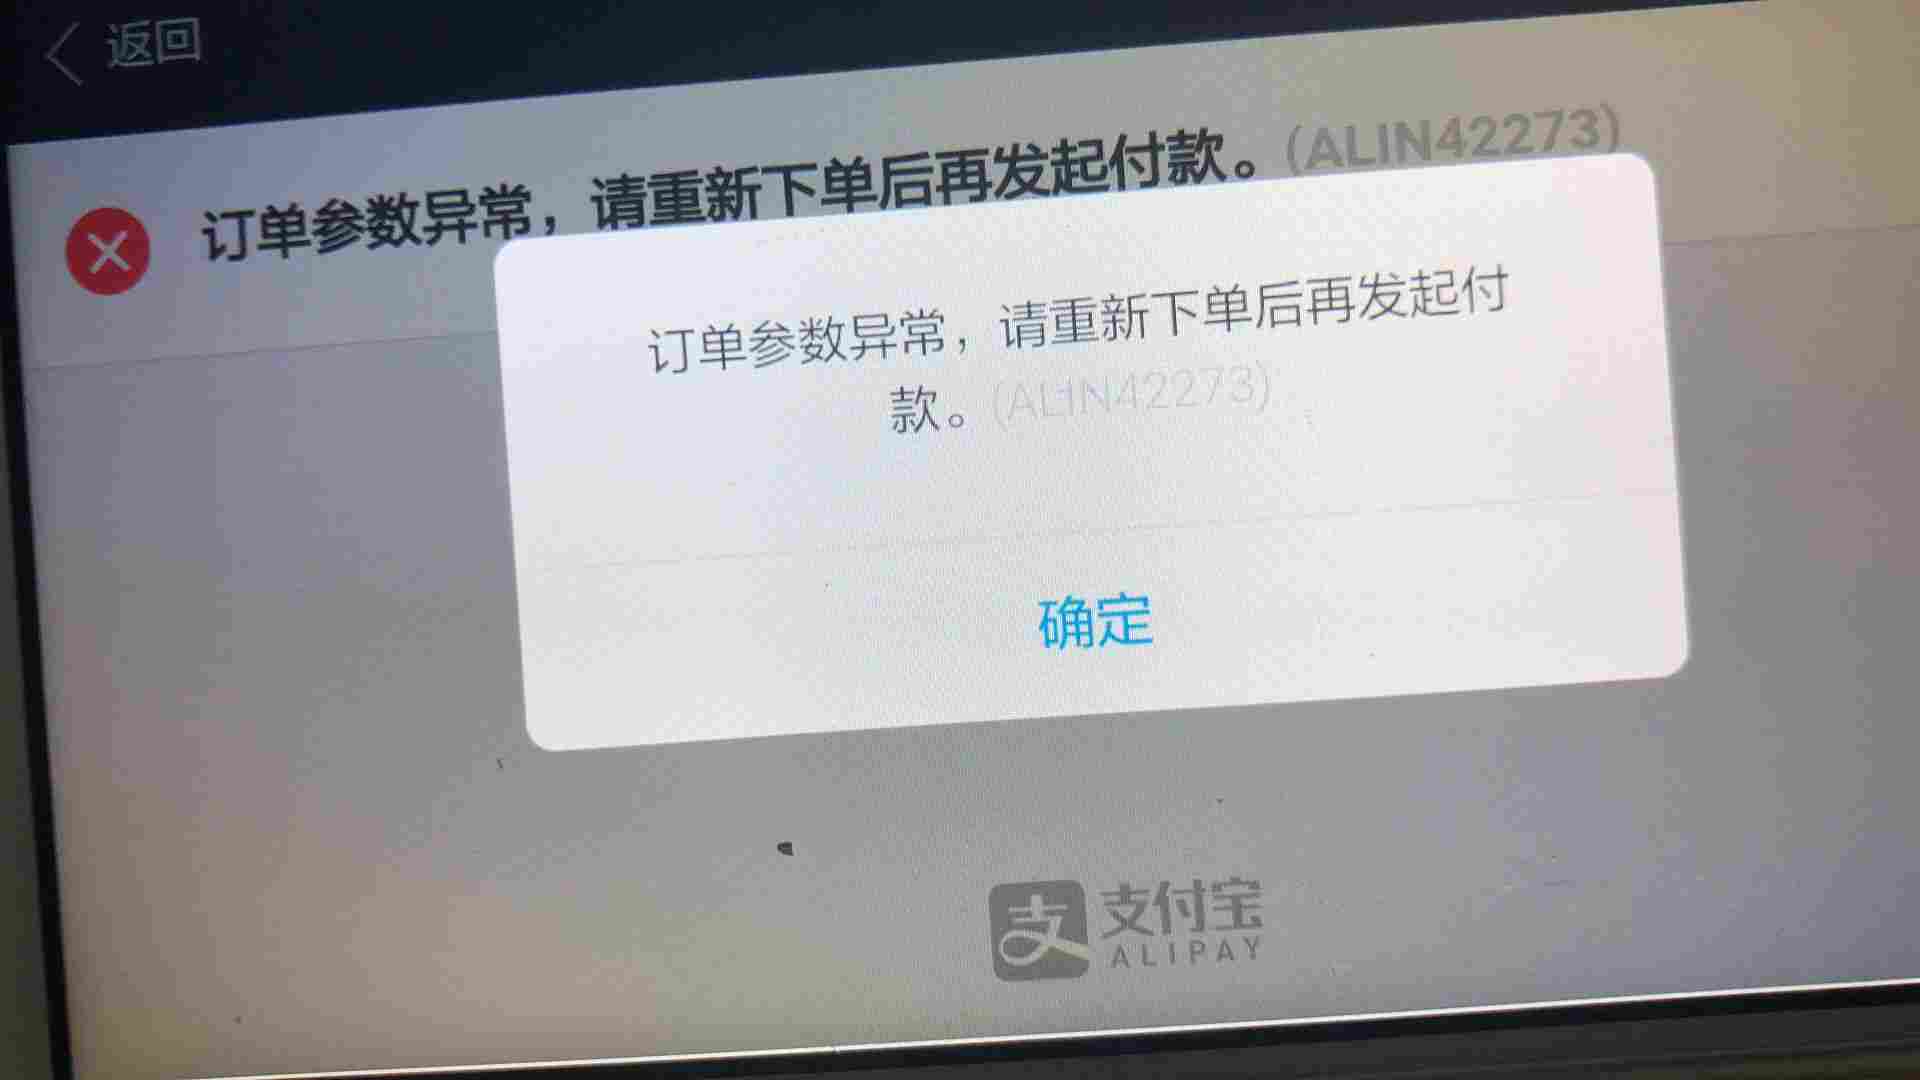 返回
订单参数异常，请重新下单后再发起付款。(ALIN42273)
订单参数异常，请重新下单后再发起付
款。(ALIN42273)
确定
支付宝
ALIPAY